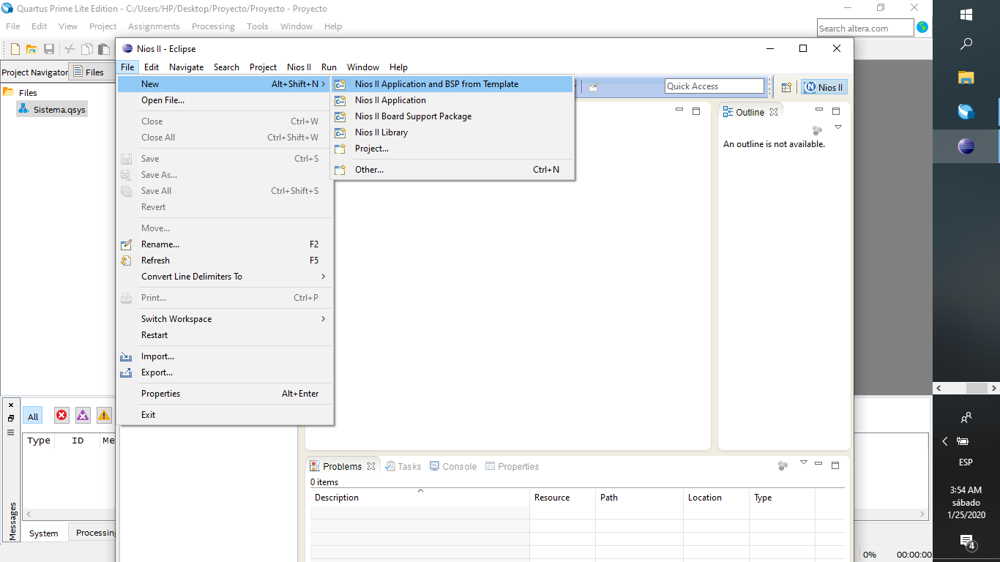 Quartus Prime Lite Edition - C:/Users/HP/Desktop/Proyecto/Proyecto - Proyecto
File Edit View Project Assignments Processing Tools Window Help
Search altera.com
Project Navigator Files
Files
Sistema.qsys
Nios II - Eclipse
File Edit Navigate Search Project Nios II Run Window Help
New Alt+Shift+N
Open File...
Close Ctrl+W
Close All Ctrl+Shift+W
Save Ctrl+S
Save As...
Save All Ctrl+Shift+S
Revert
Move...
Rename... F2
Refresh F5
Convert Line Delimiters To
Print... Ctrl+P
Switch Workspace
Restart
Import...
Export...
Properties Alt+Enter
Exit
Nios II Application and BSP from Template
Nios II Application
Nios II Board Support Package
Nios II Library
Project...
Other... Ctrl+N
Quick Access
Nios II
Outline
An outline is not available.
Problems Tasks Console Properties
0 items
Description Resource Path Location Type
All
Type ID Me
Messages
System Processing
0% 00:00:00
ESP
3:54 AM
sábado
1/25/2020
4